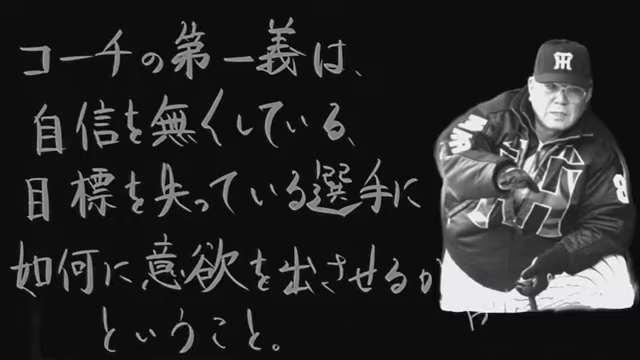 コーチの第一義は、
自信を無くしている、
目標を失っている選手に
如何に意欲を出させるか
ということ。